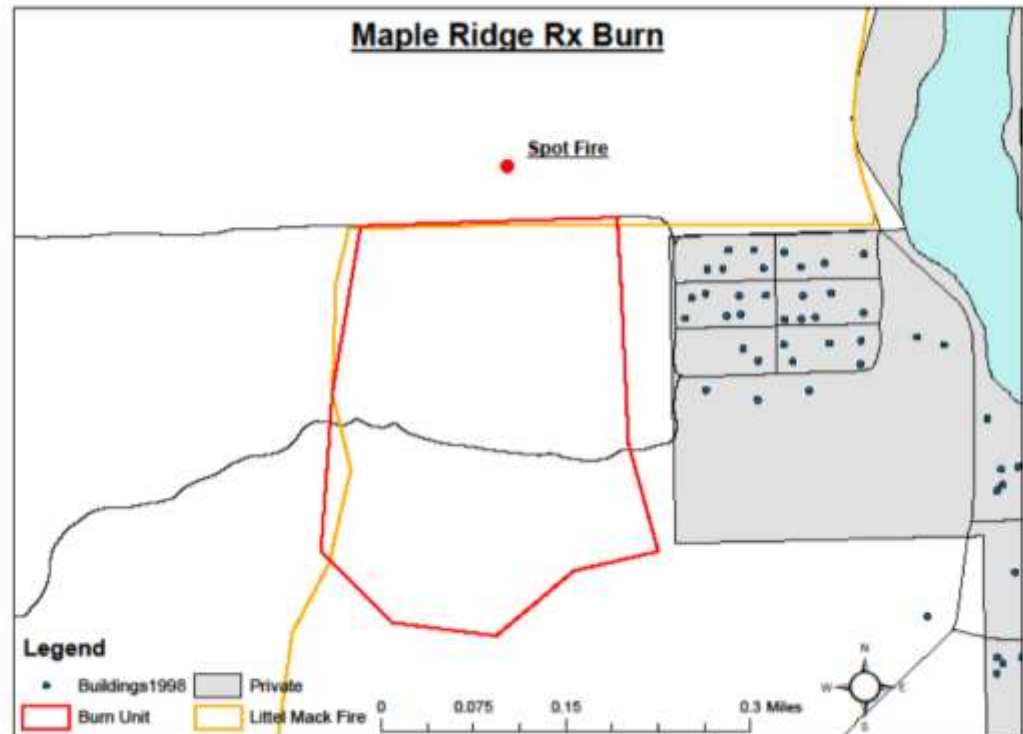 Maple Ridge Rx Burn
Spot Fire
Legend
Buildings1998
Private
Burn Unit
Littel Mack Fire
0 0.075 0.15 0.3 Miles
N
W E
S